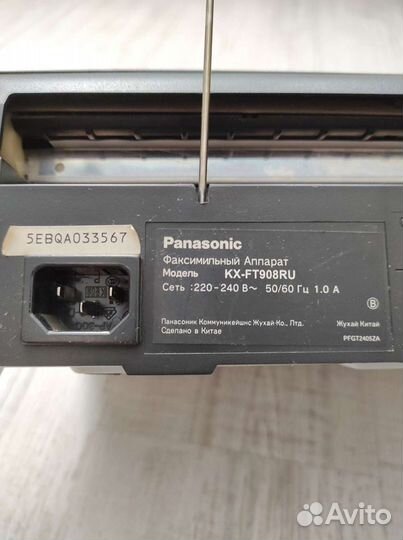 5EBQA033567
Panasonic
Факсимильный Аппарат
Модель KX-FT908RU
Сеть :220-240 В~ 50/60 Гц 1.0 А
B
Панасоник Коммуникейшнс Жухай Ко., Лтд.
Жухай Китай
Сделано в Китае
PFGT2405ZA
Avito